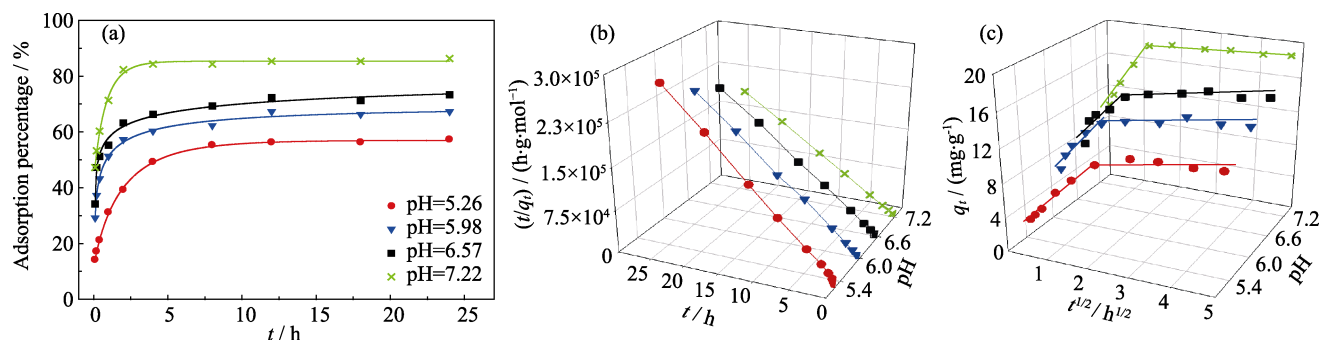 (a)
Adsorption percentage / %
100
80
60
40
20
0
0 5 10 15 20 25
t / h
pH=5.26
pH=5.98
pH=6.57
pH=7.22
(b)
(t/qₜ) / (h·g·mol⁻¹)
3.0×10⁵
2.3×10⁵
1.5×10⁵
7.5×10⁴
0
25 20 15 10 5 0
t / h
5.4 6.0 6.6 7.2
pH
(c)
qₜ / (mg·g⁻¹)
20
16
12
8
4
0
1 2 3 4 5
t¹ᐟ²/ h¹ᐟ²
5.4 6.0 6.6 7.2
pH